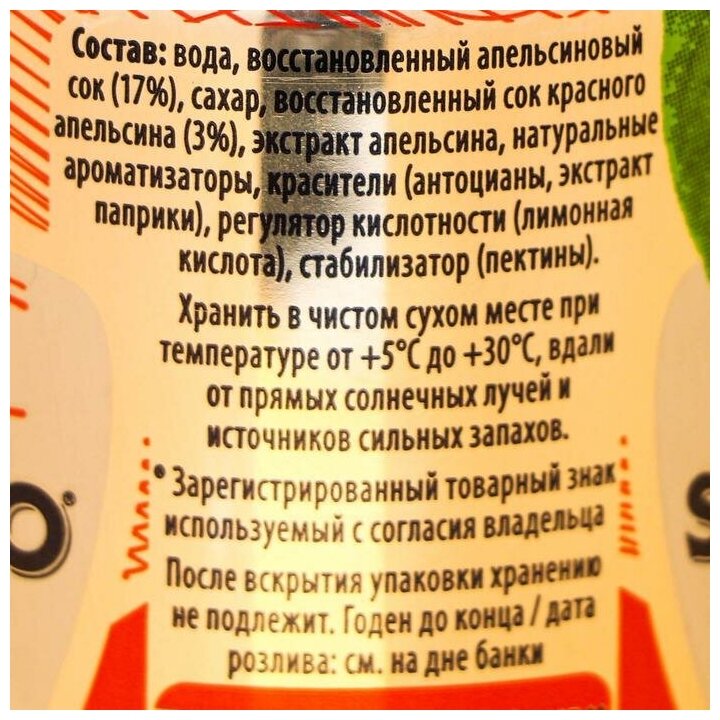 Состав: вода, восстановленный апельсиновый
сок (17%), сахар, восстановленный сок красного
апельсина (3%), экстракт апельсина, натуральные
ароматизаторы, красители (антоцианы, экстракт
паприки), регулятор кислотности (лимонная
кислота), стабилизатор (пектины).
Хранить в чистом сухом месте при
температуре от +5°C до +30°C, вдали
от прямых солнечных лучей и
источников сильных запахов.
® Зарегистрированный товарный знак
используемый с согласия владельца
После вскрытия упаковки хранению
не подлежит. Годен до конца / дата
розлива: см. на дне банки